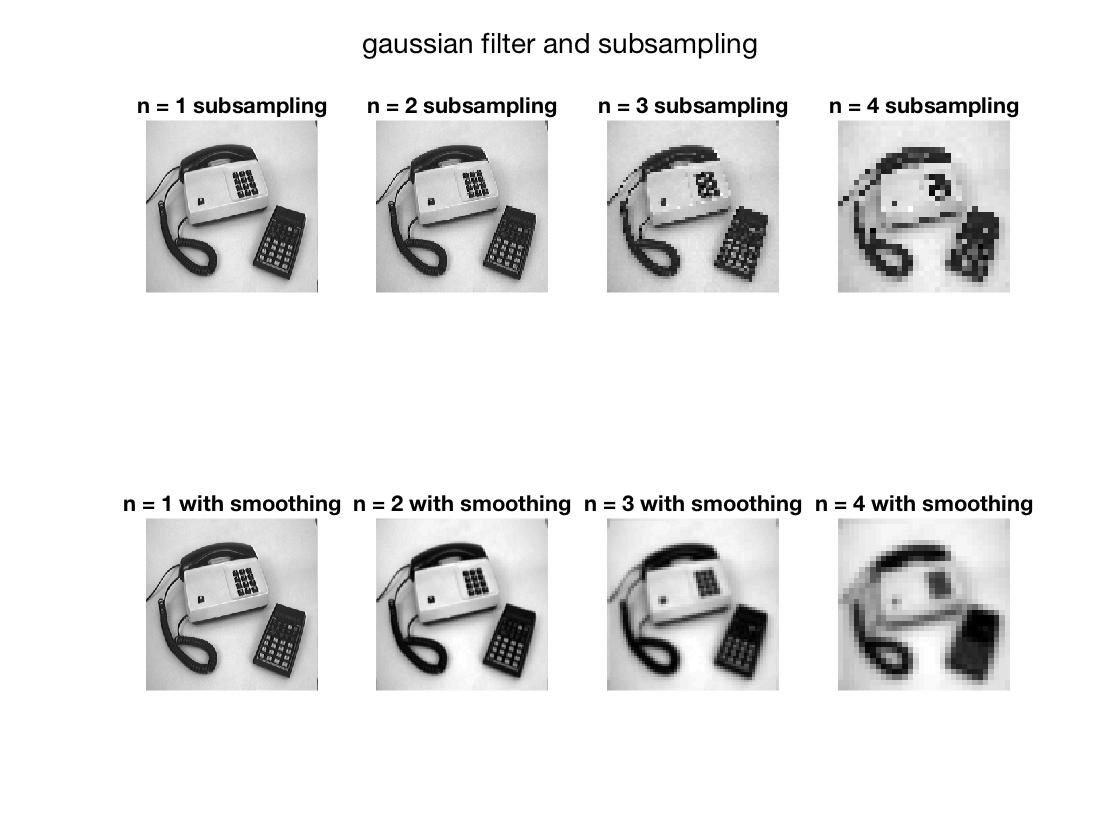 gaussian filter and subsampling
n = 1 subsampling
n = 2 subsampling
n = 3 subsampling
n = 4 subsampling
n = 1 with smoothing
n = 2 with smoothing
n = 3 with smoothing
n = 4 with smoothing